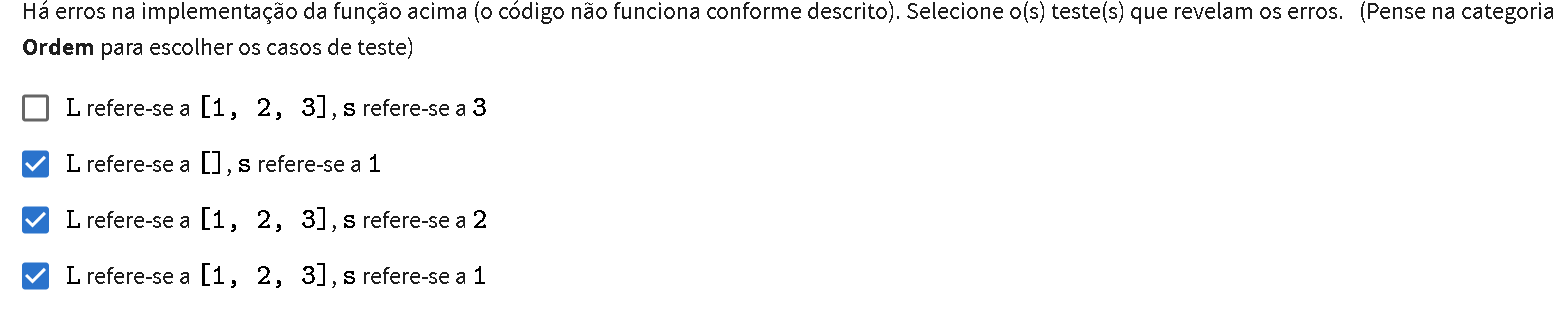 Há erros na implementação da função acima (o código não funciona conforme descrito). Selecione o(s) teste(s) que revelam os erros. (Pense na categoria
Ordem para escolher os casos de teste)
L refere-se a [1, 2, 3], s refere-se a 3
L refere-se a [], s refere-se a 1
L refere-se a [1, 2, 3], s refere-se a 2
L refere-se a [1, 2, 3], s refere-se a 1